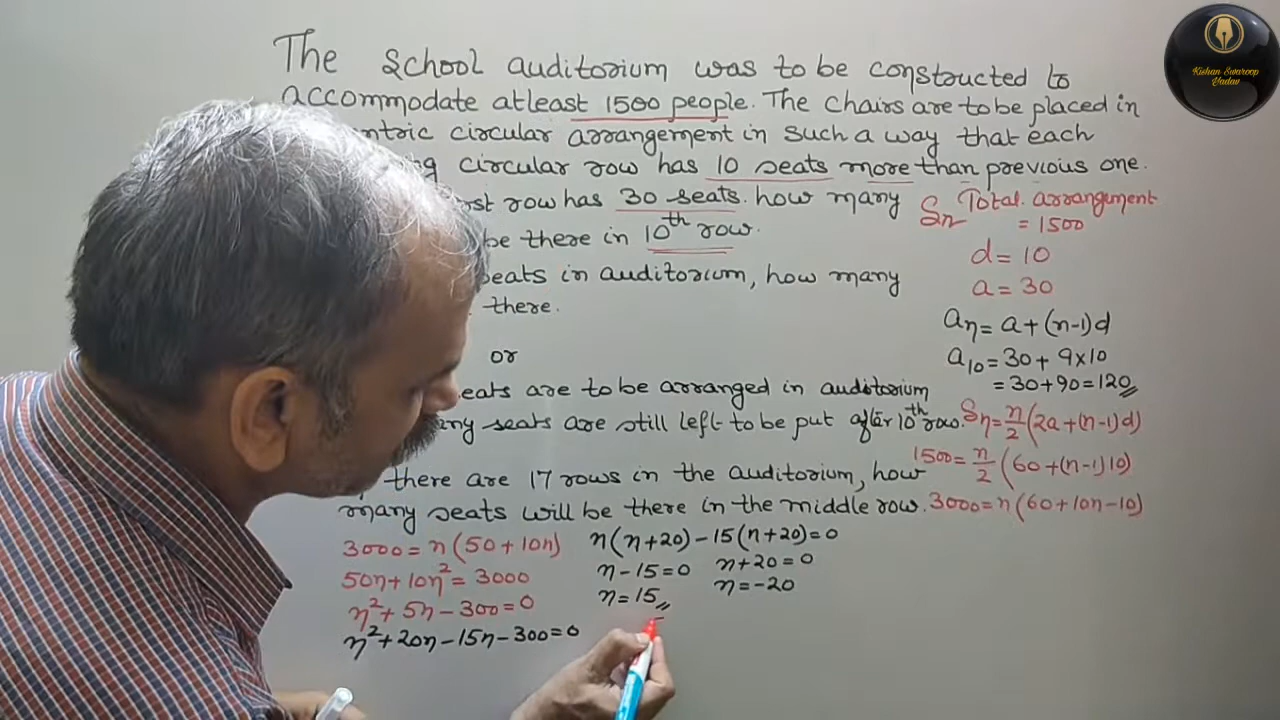 The School auditorium was to be constructed to
accommodate atleast 1500 people. The chairs are to be placed in
circular arrangement in such a way that each
circular row has 10 seats more than previous one.
row has 30 seats. how many
be there in 10th row.
seats in auditorium, how many
there.
or
are to be arranged in auditorium
seats are still left to be put after 10th row.
there are 17 rows in the auditorium, how
many seats will be there in the middle row.
Sn Total arrangement
= 1500
d = 10
a = 30
an = a + (n-1)d
a10 = 30 + 9×10
= 30 + 90 = 120
Sn = n/2 (2a + (n-1)d)
1500 = n/2 (60 + (n-1)10)
3000 = n(60 + 10n - 10)
3000 = n(50 + 10n)
50n + 10n² = 3000
n² + 5n - 300 = 0
n² + 20n - 15n - 300 = 0
n(n+20) - 15(n+20) = 0
n - 15 = 0 n + 20 = 0
n = 15 n = -20
Kishan Swaroop
Yadav